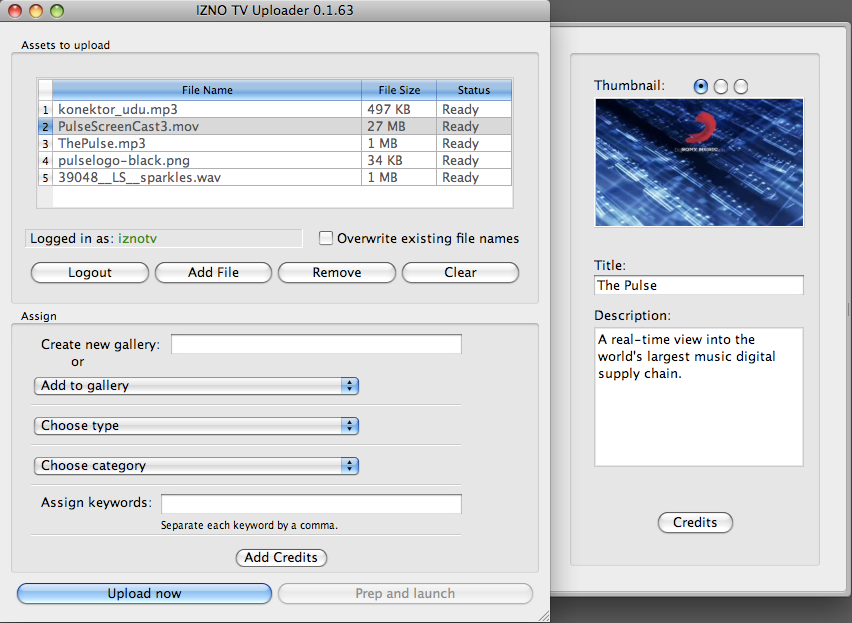 IZNO TV Uploader 0.1.63
Assets to upload
File Name File Size Status
1 konektor_udu.mp3 497 KB Ready
2 PulseScreenCast3.mov 27 MB Ready
3 ThePulse.mp3 1 MB Ready
4 pulselogo-black.png 34 KB Ready
5 39048__LS__sparkles.wav 1 MB Ready
Logged in as: iznotv
Overwrite existing file names
Logout Add File Remove Clear
Assign
Create new gallery:
or
Add to gallery
Choose type
Choose category
Assign keywords:
Separate each keyword by a comma.
Add Credits
Upload now Prep and launch
Thumbnail:
SONY MUSIC
Title:
The Pulse
Description:
A real-time view into the
world's largest music digital
supply chain.
Credits